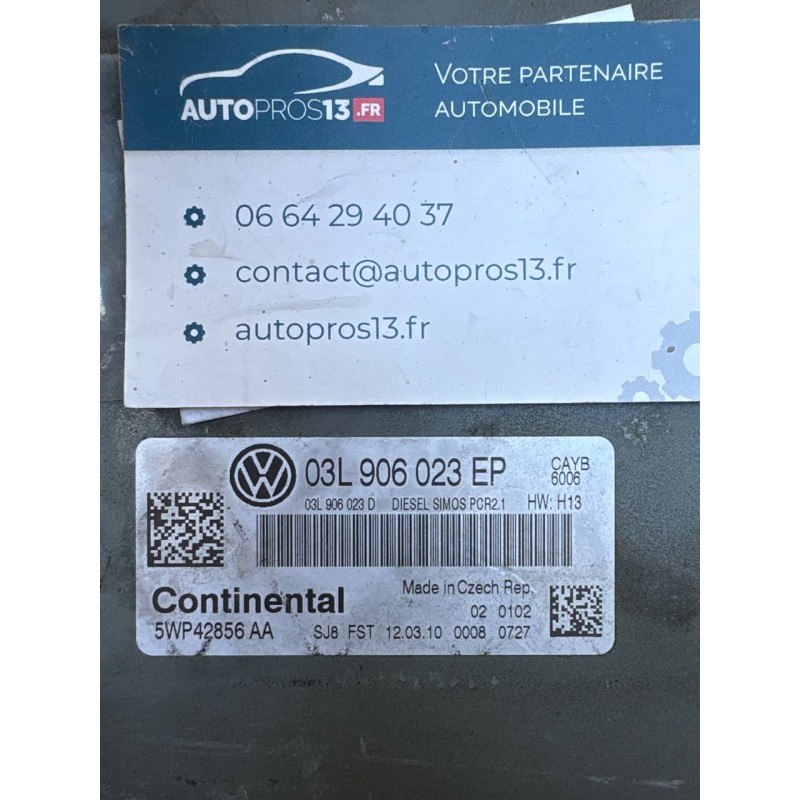 AUTOPROS13.FR
VOTRE PARTENAIRE
AUTOMOBILE
06 64 29 40 37
contact@autopros13.fr
autopros13.fr
VW 03L 906 023 EP CAYB
6006
03L 906 023 D DIESEL SIMOS PCR2.1 HW: H13
Continental Made in Czech Rep.
02 0102
5WP42856 AA SJ8 FST 12.03.10 0008 0727